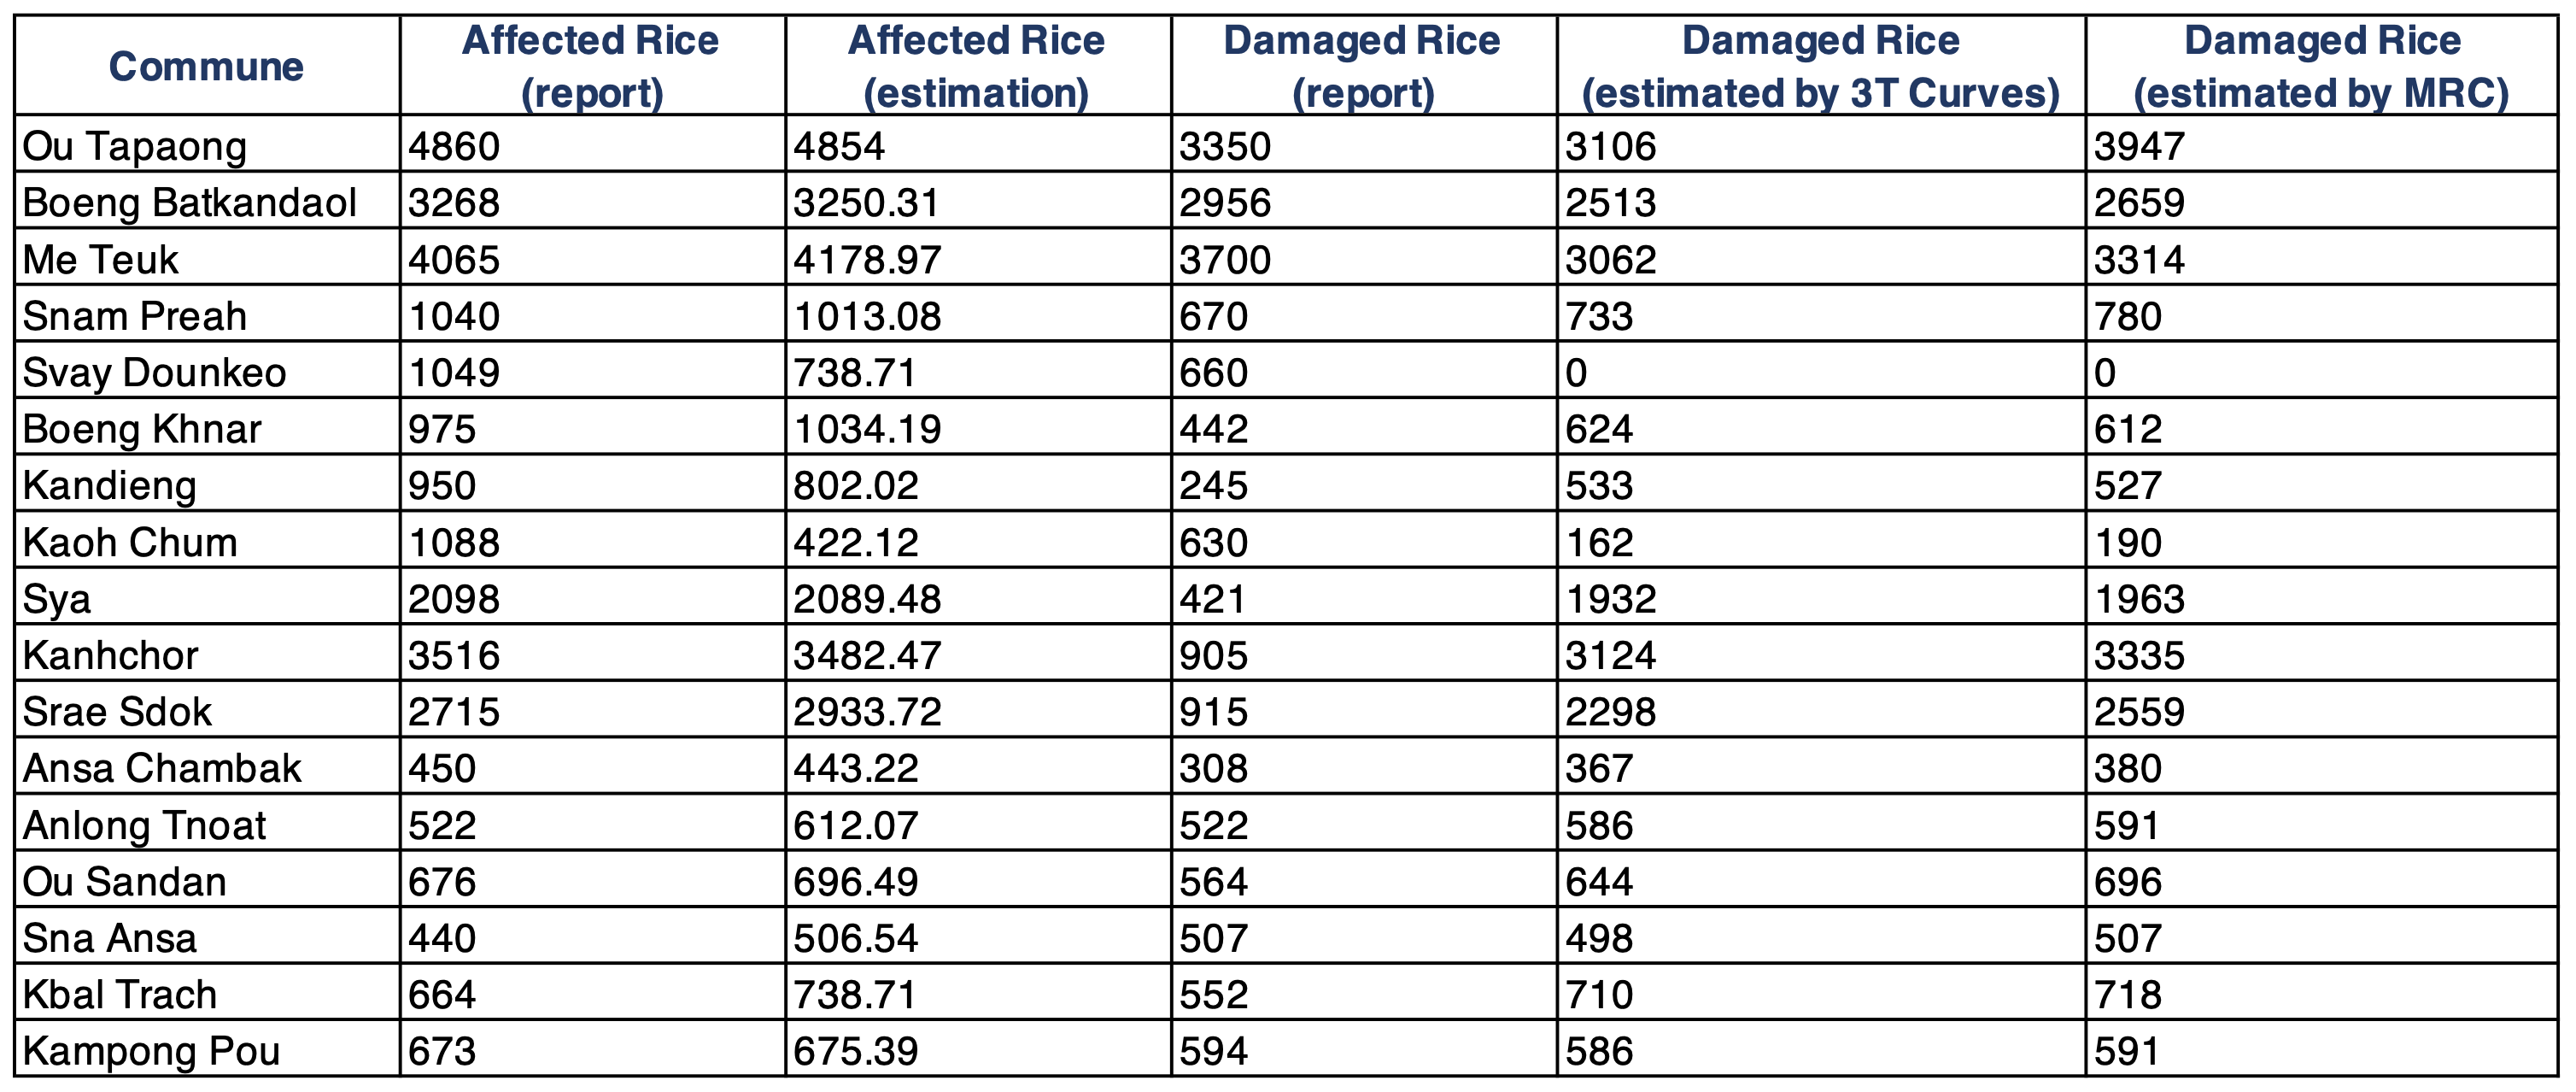 Commune Affected Rice (report) Affected Rice (estimation) Damaged Rice (report) Damaged Rice (estimated by 3T Curves) Damaged Rice (estimated by MRC)
Ou Tapaong 4860 4854 3350 3106 3947
Boeng Batkandaol 3268 3250.31 2956 2513 2659
Me Teuk 4065 4178.97 3700 3062 3314
Snam Preah 1040 1013.08 670 733 780
Svay Dounkeo 1049 738.71 660 0 0
Boeng Khnar 975 1034.19 442 624 612
Kandieng 950 802.02 245 533 527
Kaoh Chum 1088 422.12 630 162 190
Sya 2098 2089.48 421 1932 1963
Kanhchor 3516 3482.47 905 3124 3335
Srae Sdok 2715 2933.72 915 2298 2559
Ansa Chambak 450 443.22 308 367 380
Anlong Tnoat 522 612.07 522 586 591
Ou Sandan 676 696.49 564 644 696
Sna Ansa 440 506.54 507 498 507
Kbal Trach 664 738.71 552 710 718
Kampong Pou 673 675.39 594 586 591